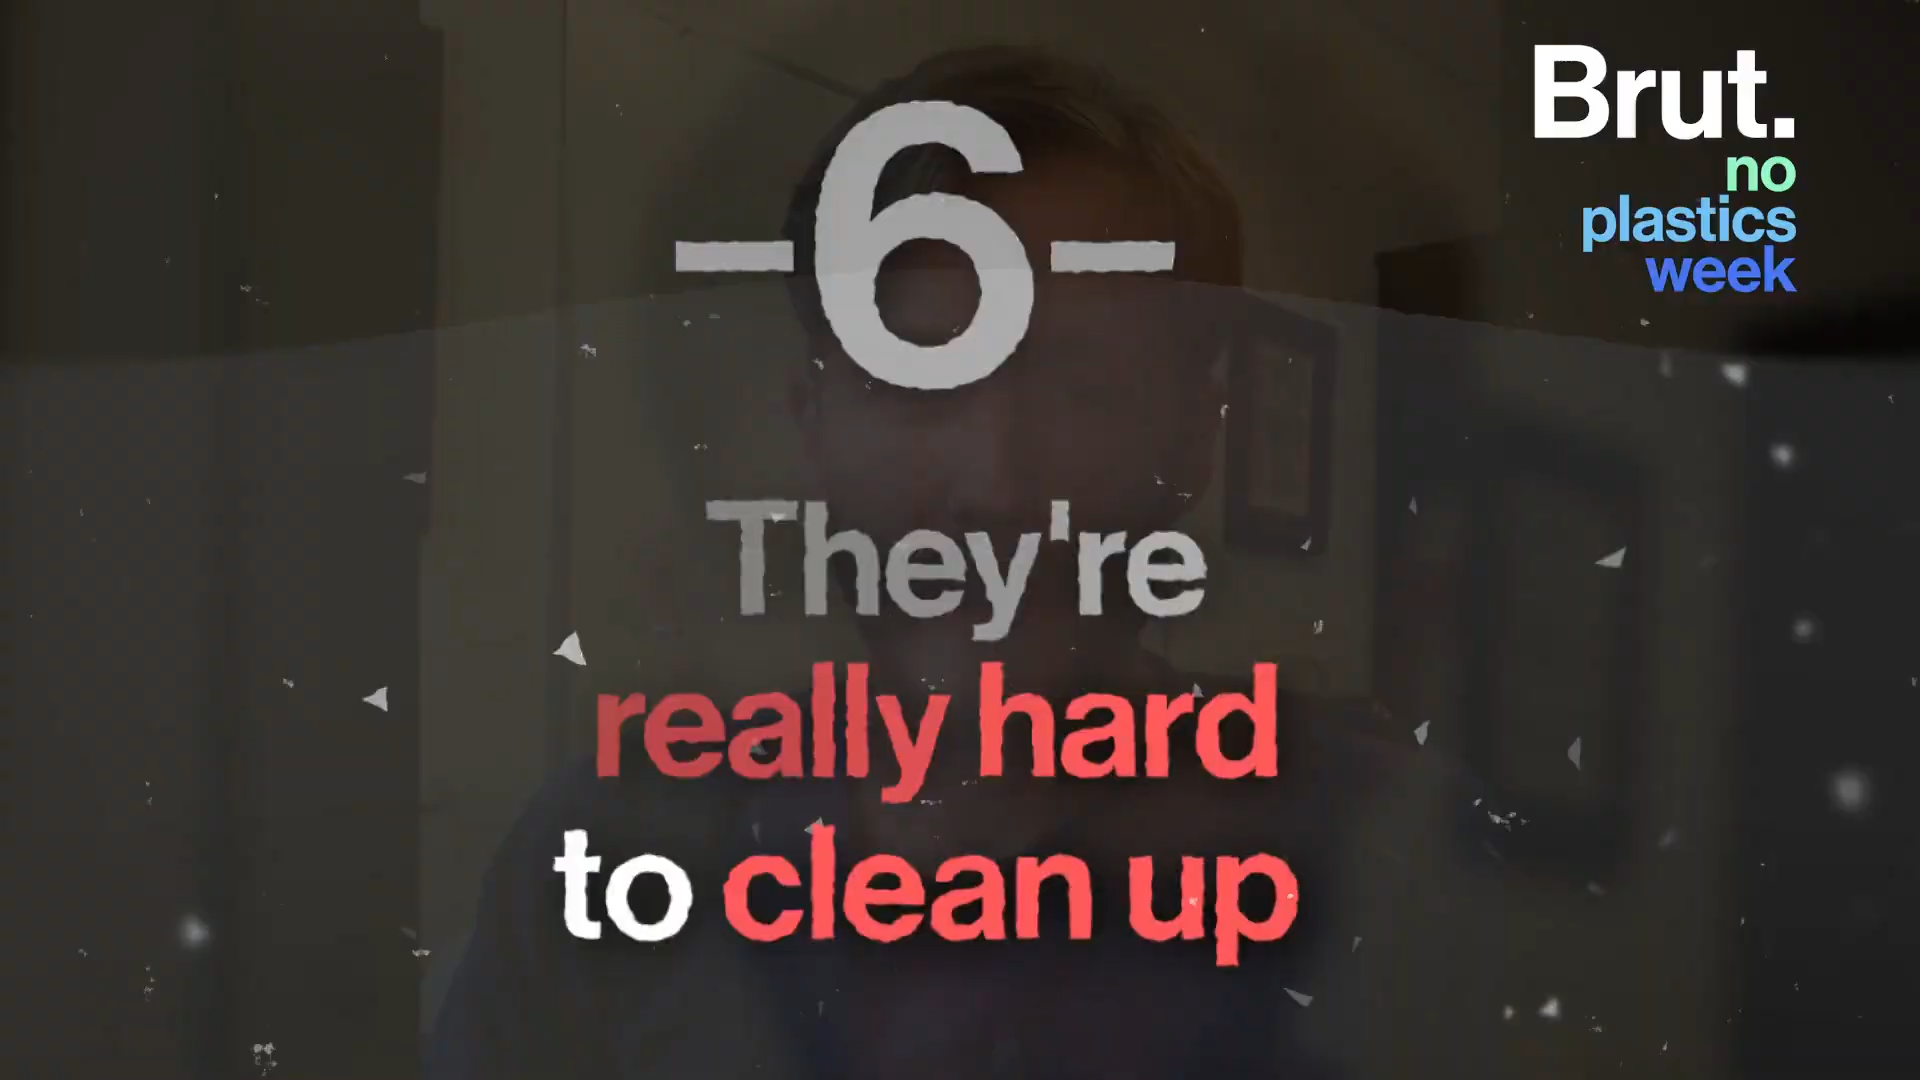 -6-
They're
really hard
to clean up
Brut.
no
plastics
week